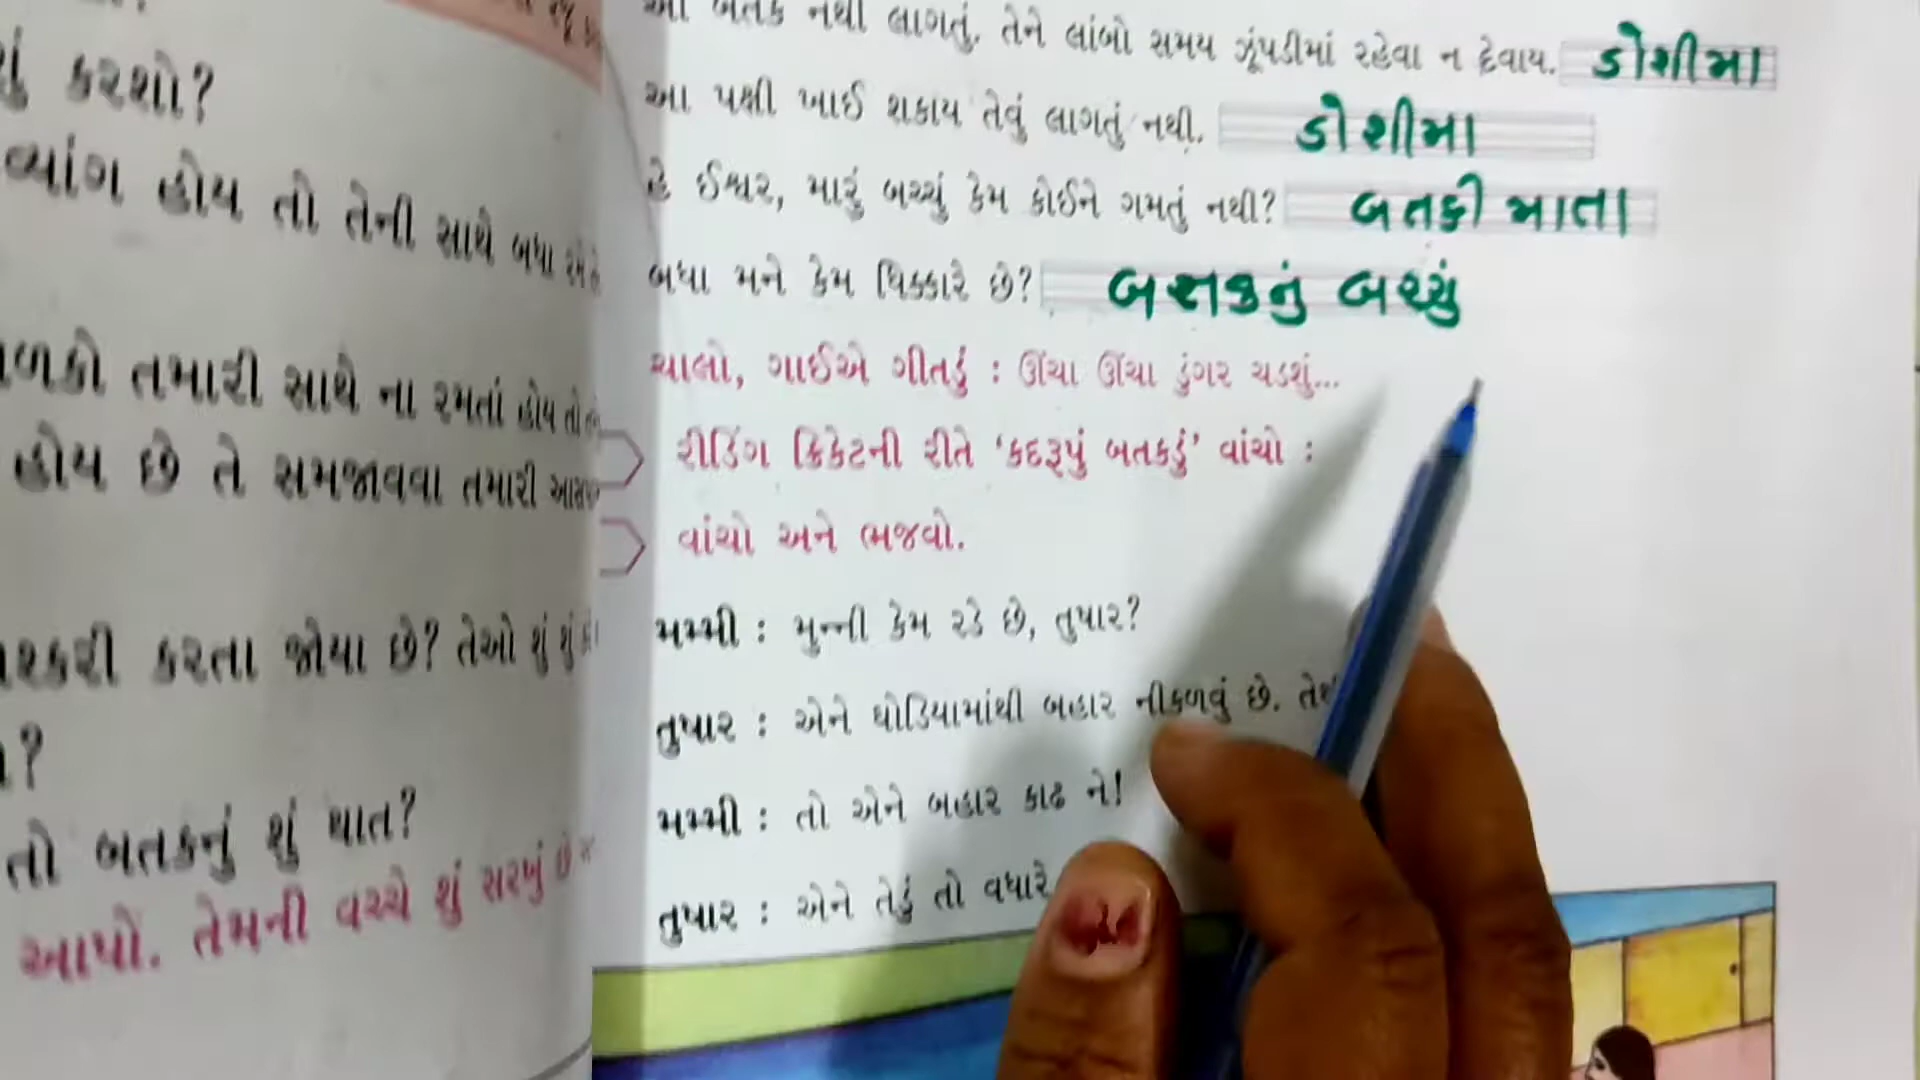 શું કરશો?
વ્યાંગ હોય તો તેની સાથે બધા
ળકો તમારી સાથે ના રમતાં હોય તો
હોય છે તે સમજાવવા તમારી
કરતા જોયા છે? તેઓ શું શું
?
તો બતકનું શું થાત?
આપો. તેમની વચ્ચે શું સરખું છે
આ બતક નથી લાગતું. તેને લાંબો સમય ઝૂંપડીમાં રહેવા ન દેવાય. ડોશીમા
આ પક્ષી ખાઈ શકાય તેવું લાગતું નથી. ડોશીમા
હે ઈશ્વર, મારું બચ્ચું કેમ કોઈને ગમતું નથી? બતકી માતા
બધા મને કેમ ધિક્કારે છે? બતકનું બચ્ચું
ચાલો, ગાઈએ ગીતડું : ઊંચા ઊંચા ડુંગર ચડશું...
રીડિંગ ક્રિકેટની રીતે ‘કદરૂપું બતકડું’ વાંચો :
વાંચો અને ભજવો.
મમ્મી : મુન્ની કેમ રડે છે, તુષાર?
તુષાર : એને ઘોડિયામાંથી બહાર નીકળવું છે.
મમ્મી : તો એને બહાર કાઢ ને!
તુષાર : એને તેડું તો વધારે